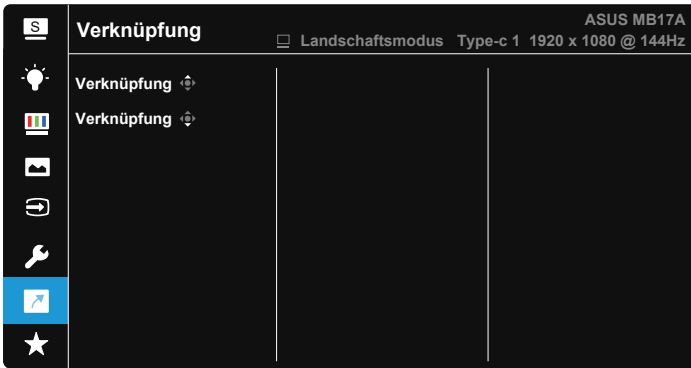 S
Verknüpfung
ASUS MB17A
Landschaftsmodus Type-c 1 1920 x 1080 @ 144Hz
Verknüpfung
Verknüpfung